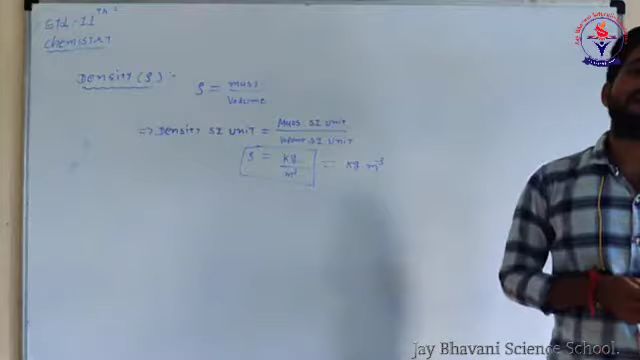 Std-11 Th
Chemistry
Density (ρ) :-
ρ = mass / Volume
⇒ Density SI unit = Mass SI unit / Volume SI unit
ρ = kg / m³ = kg m⁻³
Jay Bhavani Science School.